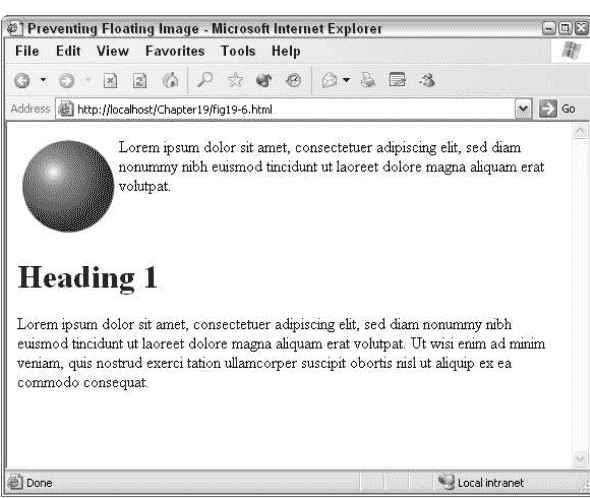 Preventing Floating Image - Microsoft Internet Explorer
File Edit View Favorites Tools Help
Address http://localhost/Chapter19/fig19-6.html Go
Lorem ipsum dolor sit amet, consectetuer adipiscing elit, sed diam
nonummy nibh euismod tincidunt ut laoreet dolore magna aliquam erat
volutpat.
Heading 1
Lorem ipsum dolor sit amet, consectetuer adipiscing elit, sed diam nonummy nibh
euismod tincidunt ut laoreet dolore magna aliquam erat volutpat. Ut wisi enim ad minim
veniam, quis nostrud exerci tation ullamcorper suscipit obortis nisl ut aliquip ex ea
commodo consequat.
Done Local intranet